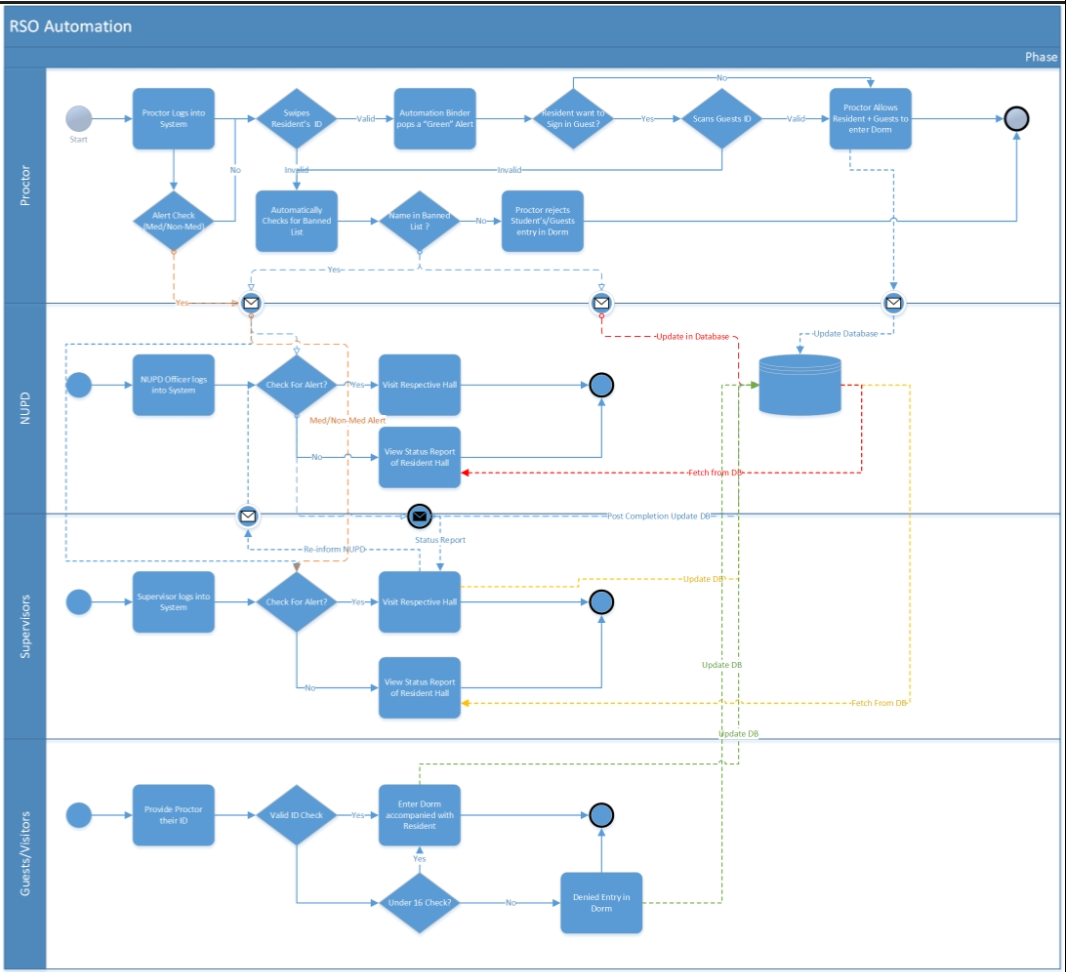 RSO Automation
Phase
Proctor
No
Proctor Logs into
System
Swipes
Resident's ID
Valid
Automation Binder
pops a "Green" Alert
Resident want to
Sign in Guest?
Yes
Scans Guests ID
Valid
Proctor Allows
Resident + Guests to
enter Dorm
Start
No
Invalid
Invalid
Alert Check
(Med/Non-Med)
Automatically
Checks for Banned
List
Name in Banned
List ?
No
Proctor rejects
Student's/Guests
entry in Dorm
Yes
Yes
NUPD
Update in Database
Update Database
NUPD Officer logs
into System
Check For Alert?
Yes
Visit Respective Hall
Med/Non-Med Alert
No
View Status Report
of Resident Hall
Fetch from DB
Post Completion Update DB
Status Report
Supervisors
Re-inform NUPD
Supervisor logs into
System
Check For Alert?
Yes
Visit Respective Hall
Update DB
Update DB
No
View Status Report
of Resident Hall
Fetch From DB
Update DB
Guests/Visitors
Provide Proctor
their ID
Valid ID Check
Yes
Enter Dorm
accompanied with
Resident
Yes
Under 16 Check?
No
Denied Entry in
Dorm